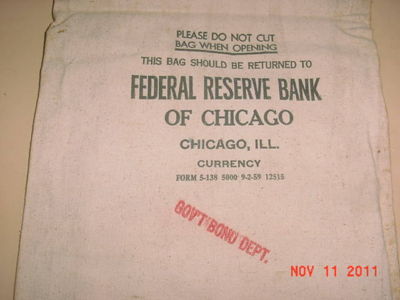 PLEASE DO NOT CUT
BAG WHEN OPENING
THIS BAG SHOULD BE RETURNED TO
FEDERAL RESERVE BANK
OF CHICAGO
CHICAGO, ILL.
CURRENCY
FORM 5-138 5000 9-2-59 12515
GOV'T BOND DEPT.
NOV 11 2011